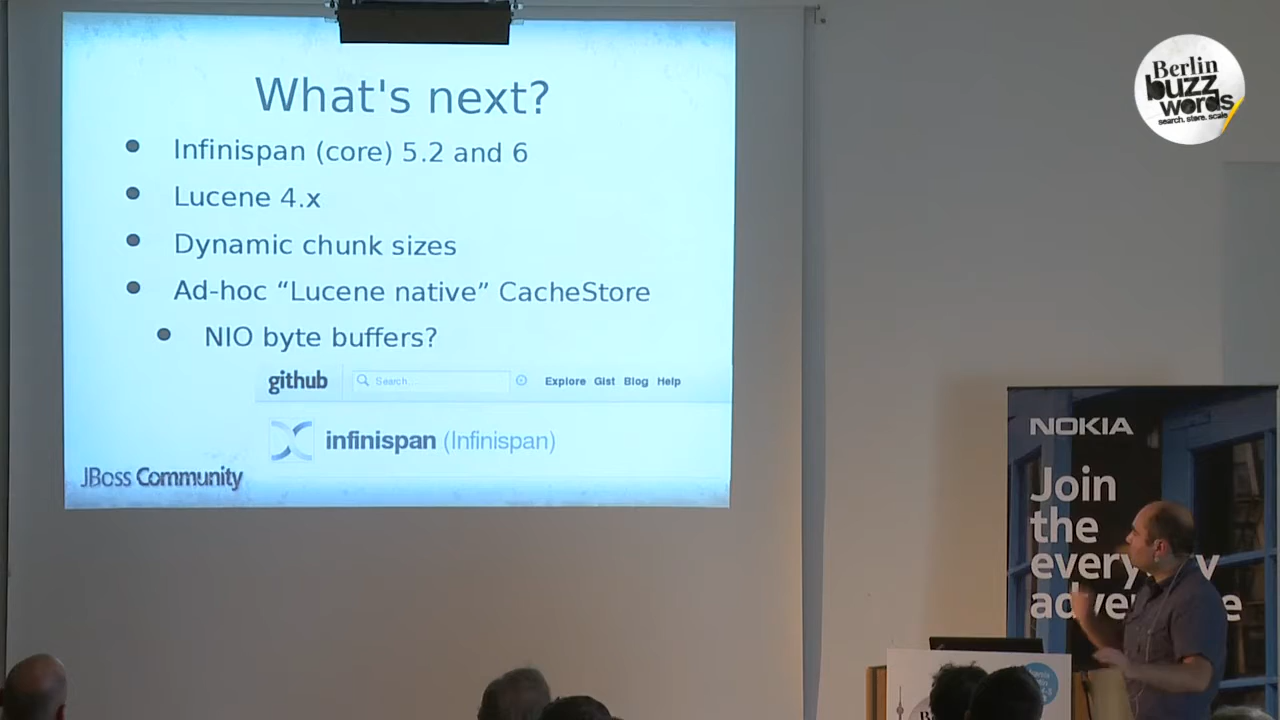 What's next?
Infinispan (core) 5.2 and 6
Lucene 4.x
Dynamic chunk sizes
Ad-hoc “Lucene native” CacheStore
NIO byte buffers?
github Search... Explore Gist Blog Help
infinispan (Infinispan)
JBoss Community
Berlin
buzz
words
search. store. scale
NOKIA
Join
the